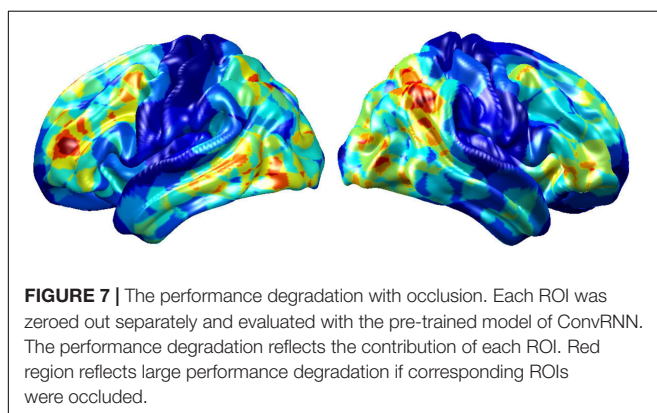 FIGURE 7 | The performance degradation with occlusion. Each ROI was
zeroed out separately and evaluated with the pre-trained model of ConvRNN.
The performance degradation reflects the contribution of each ROI. Red
region reflects large performance degradation if corresponding ROIs
were occluded.